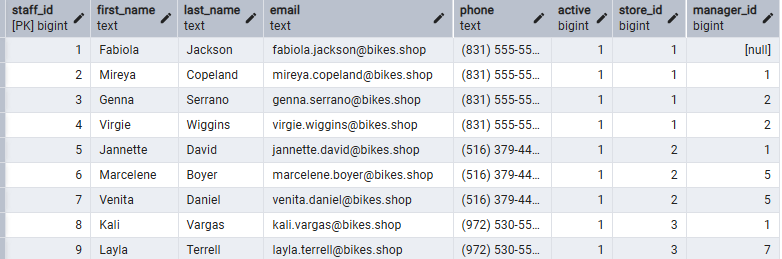 staff_id first_name last_name email phone active store_id manager_id
[PK] bigint text text text text bigint bigint bigint
1 Fabiola Jackson fabiola.jackson@bikes.shop (831) 555-55... 1 1 [null]
2 Mireya Copeland mireya.copeland@bikes.shop (831) 555-55... 1 1 1
3 Genna Serrano genna.serrano@bikes.shop (831) 555-55... 1 1 2
4 Virgie Wiggins virgie.wiggins@bikes.shop (831) 555-55... 1 1 2
5 Jannette David jannette.david@bikes.shop (516) 379-44... 1 2 1
6 Marcelene Boyer marcelene.boyer@bikes.shop (516) 379-44... 1 2 5
7 Venita Daniel venita.daniel@bikes.shop (516) 379-44... 1 2 5
8 Kali Vargas kali.vargas@bikes.shop (972) 530-55... 1 3 1
9 Layla Terrell layla.terrell@bikes.shop (972) 530-55... 1 3 7